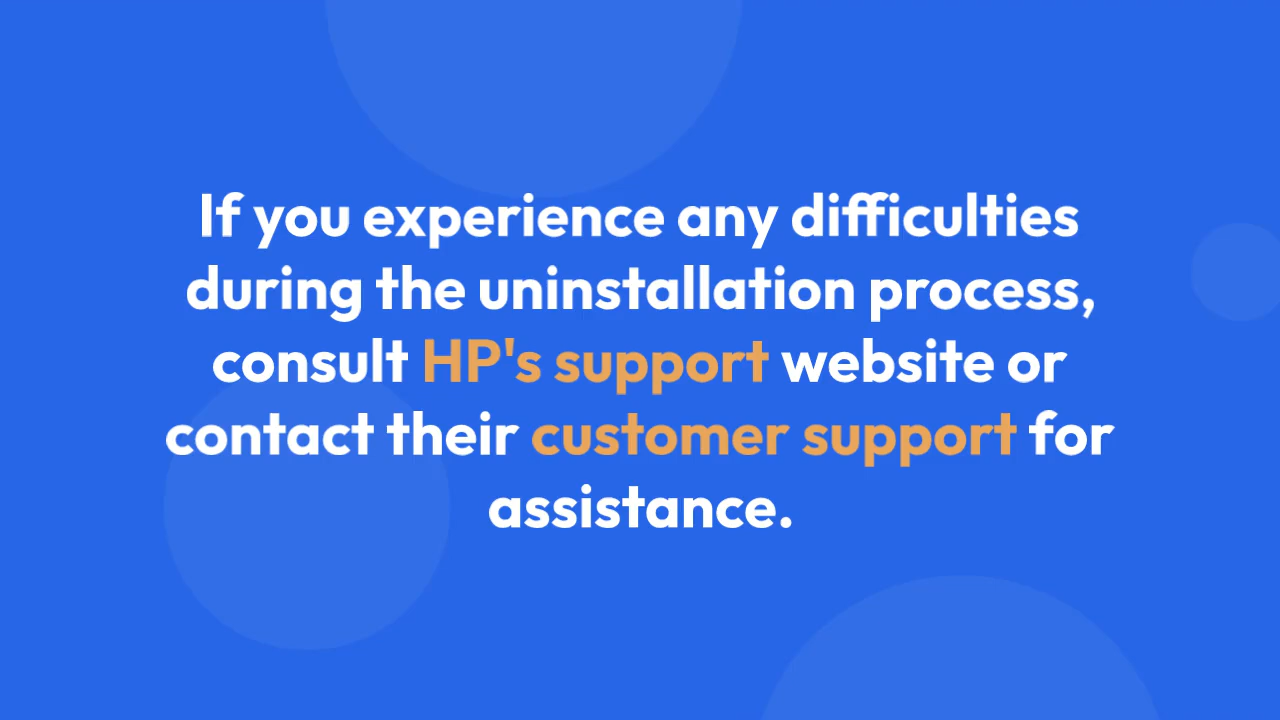 If you experience any difficulties
during the uninstallation process,
consult HP's support website or
contact their customer support for
assistance.